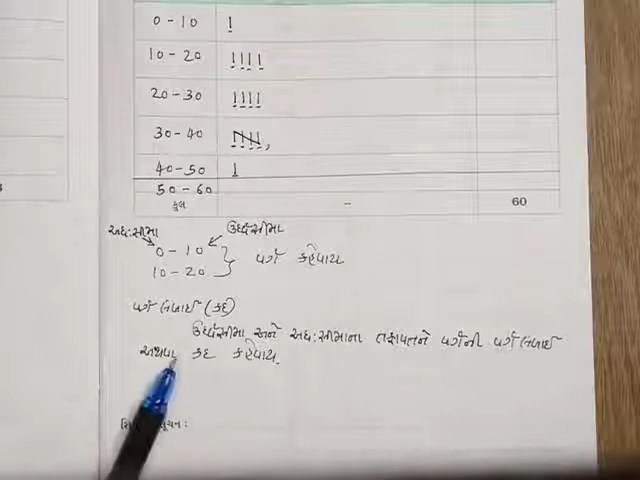 0 - 10 |
10 - 20 ||||
20 - 30 ||||
30 - 40 ,
40 - 50 |
50 - 60
કુલ - 60
અધ:સીમા ઉર્ધ્વસીમા
0 - 10 } વર્ગ કહેવાય
10 - 20
વર્ગ લંબાઈ (કદ)
ઉર્ધ્વસીમા અને અધ:સીમાના તફાવતને વર્ગની વર્ગ લંબાઈ
અથવા કદ કહેવાય.